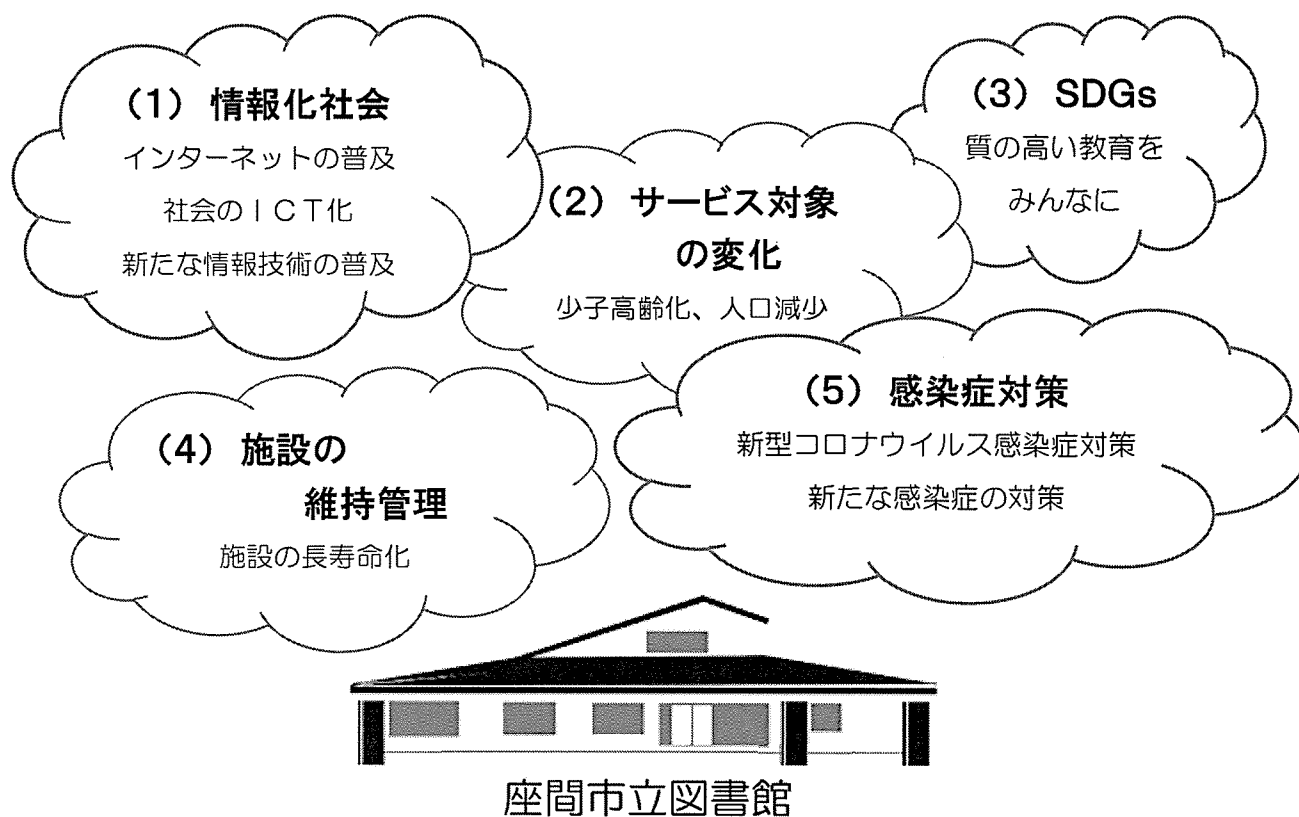 （1）情報化社会
インターネットの普及
社会のＩＣＴ化
新たな情報技術の普及
（2）サービス対象
の変化
少子高齢化、人口減少
（3）SDGs
質の高い教育を
みんなに
（4）施設の
維持管理
施設の長寿命化
（5）感染症対策
新型コロナウイルス感染症対策
新たな感染症の対策
座間市立図書館